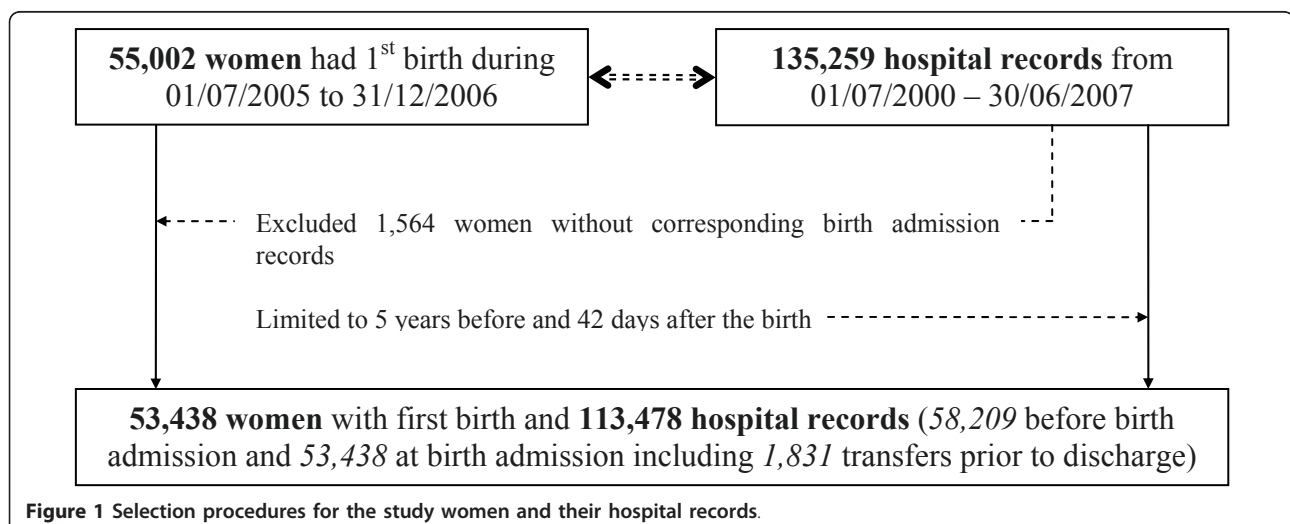 55,002 women had 1st birth during
01/07/2005 to 31/12/2006
135,259 hospital records from
01/07/2000 – 30/06/2007
Excluded 1,564 women without corresponding birth admission
records
Limited to 5 years before and 42 days after the birth
53,438 women with first birth and 113,478 hospital records (58,209 before birth
admission and 53,438 at birth admission including 1,831 transfers prior to discharge)
Figure 1 Selection procedures for the study women and their hospital records.